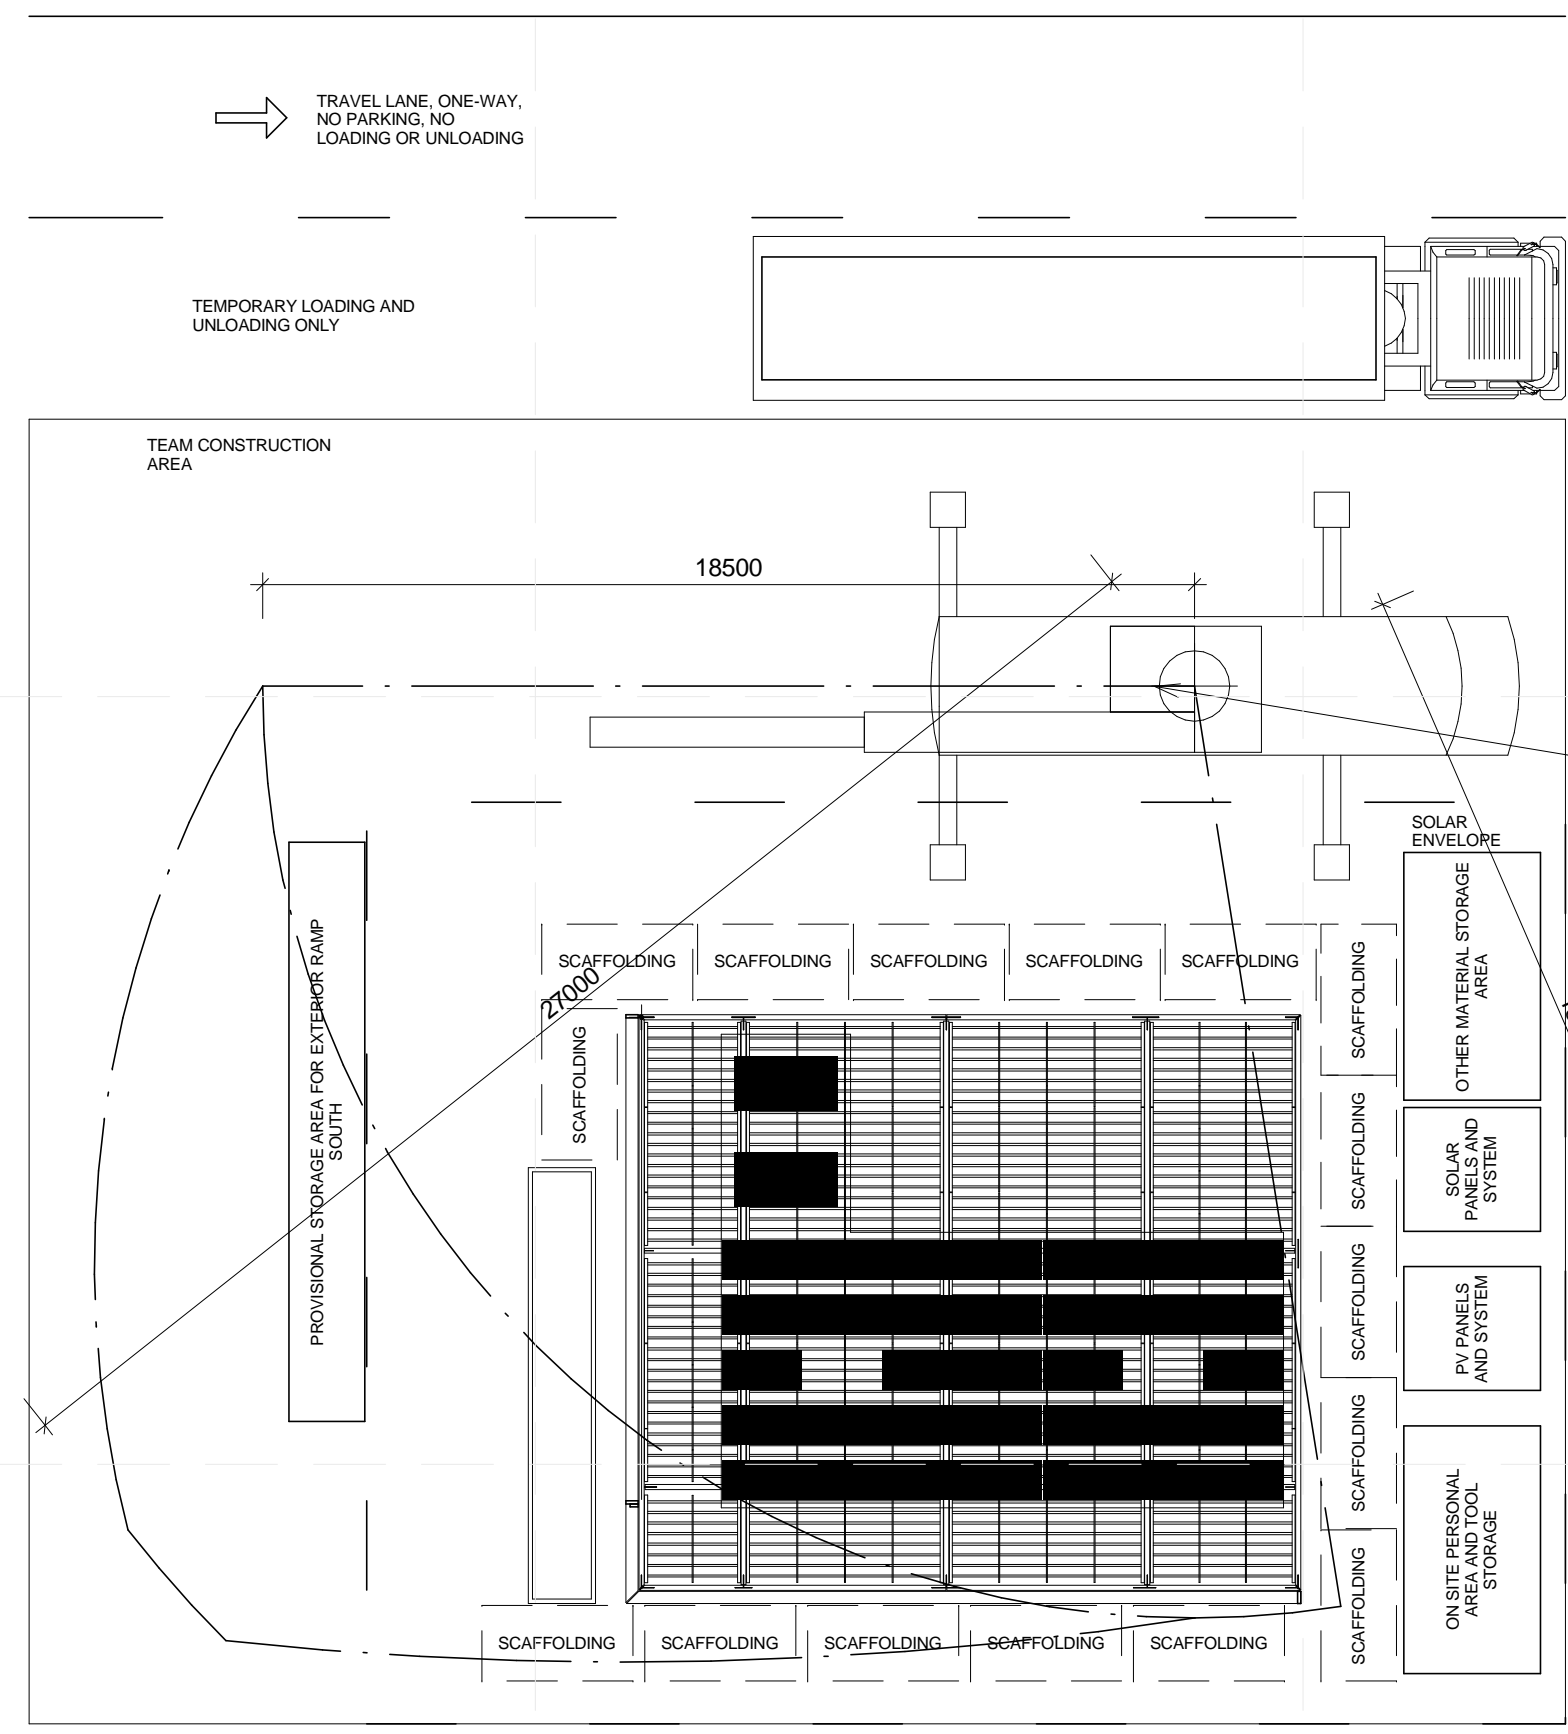 TRAVEL LANE, ONE-WAY,
NO PARKING, NO
LOADING OR UNLOADING
TEMPORARY LOADING AND
UNLOADING ONLY
TEAM CONSTRUCTION
AREA
18500
SOLAR
ENVELOPE
OTHER MATERIAL STORAGE
AREA
SCAFFOLDING
SCAFFOLDING
SCAFFOLDING
SCAFFOLDING
SCAFFOLDING
SCAFFOLDING
27000
SCAFFOLDING
PROVISIONAL STORAGE AREA FOR EXTERIOR RAMP
SOUTH
SCAFFOLDING
SOLAR
PANELS AND
SYSTEM
SCAFFOLDING
PV PANELS
AND SYSTEM
SCAFFOLDING
ON SITE PERSONAL
AREA AND TOOL
STORAGE
SCAFFOLDING
SCAFFOLDING
SCAFFOLDING
SCAFFOLDING
SCAFFOLDING
SCAFFOLDING